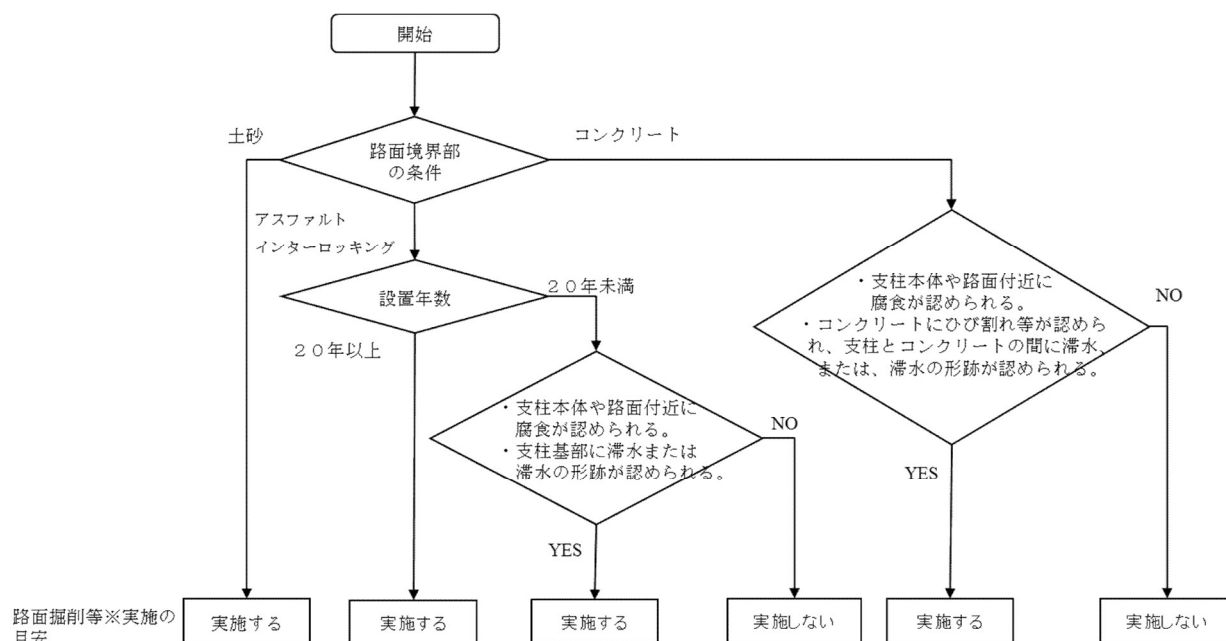 開始
土砂
コンクリート
路面境界部
の条件
アスファルト
インターロッキング
設置年数
20年未満
20年以上
・支柱本体や路面付近に
腐食が認められる。
・コンクリートにひび割れ等が認めら
れ、支柱とコンクリートの間に滞水、
または、滞水の形跡が認められる。
NO
・支柱本体や路面付近に
腐食が認められる。
・支柱基部に滞水または
滞水の形跡が認められる。
NO
YES
YES
路面掘削等※実施の
目安
実施する
実施する
実施する
実施しない
実施する
実施しない